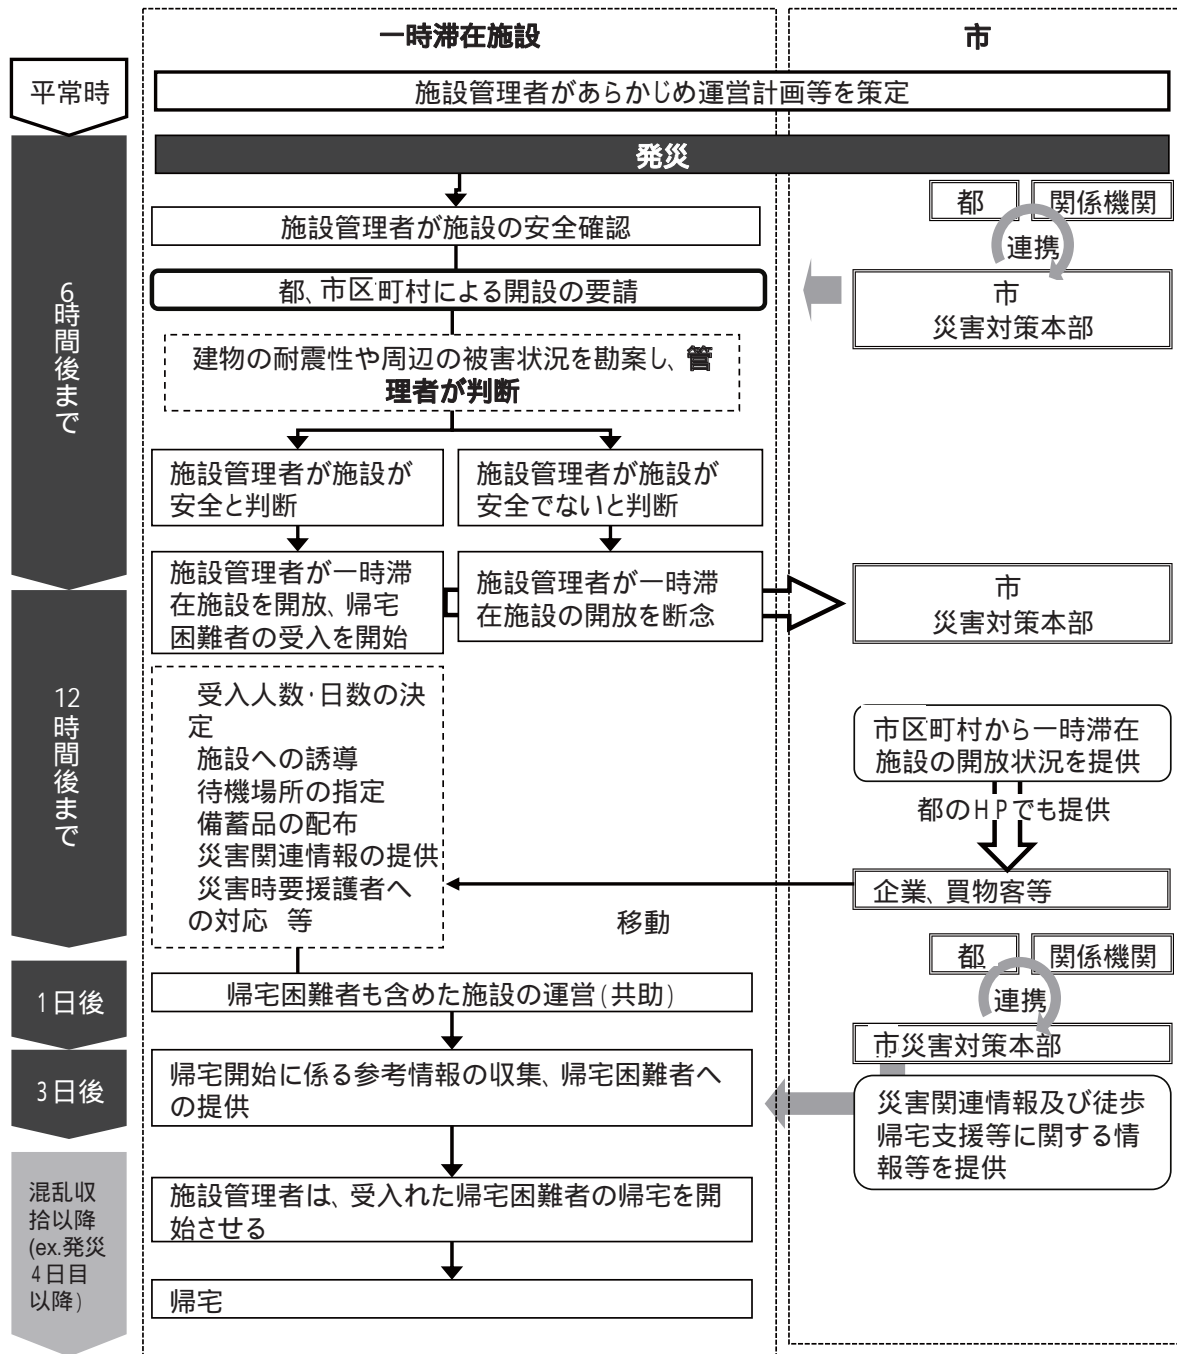 一時滞在施設
市
平常時
施設管理者があらかじめ運営計画等を策定
発災
6時間後まで
都
関係機関
連携
施設管理者が施設の安全確認
都、市区町村による開設の要請
市
災害対策本部
建物の耐震性や周辺の被害状況を勘案し、管
理者が判断
施設管理者が施設が
安全と判断
施設管理者が施設が
安全でないと判断
施設管理者が一時滞
在施設を開放、帰宅
困難者の受入を開始
施設管理者が一時滞
在施設の開放を断念
市
災害対策本部
12時間後まで
受入人数・日数の決
定
施設への誘導
待機場所の指定
備蓄品の配布
災害関連情報の提供
災害時要援護者へ
の対応 等
市区町村から一時滞在
施設の開放状況を提供
都のHPでも提供
企業、買物客等
移動
都
関係機関
連携
1日後
帰宅困難者も含めた施設の運営(共助)
市災害対策本部
3日後
帰宅開始に係る参考情報の収集、帰宅困難者へ
の提供
災害関連情報及び徒歩
帰宅支援等に関する情
報等を提供
混乱収
拾以降
(ex.発災
4日目
以降)
施設管理者は、受入れた帰宅困難者の帰宅を開
始させる
帰宅